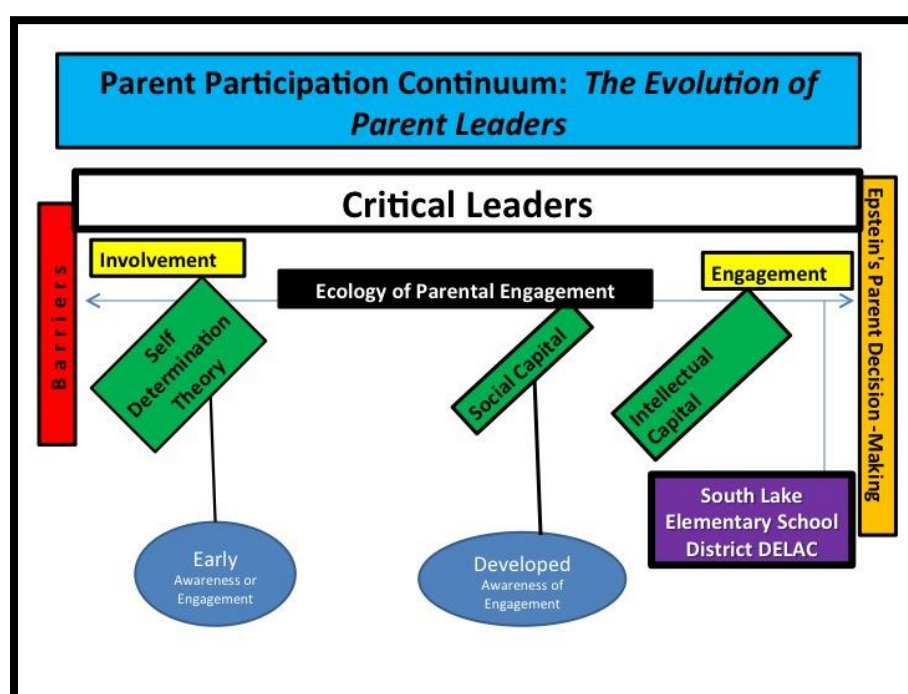 Parent Participation Continuum: The Evolution of
Parent Leaders
Critical Leaders
Barriers
Involvement
Ecology of Parental Engagement
Engagement
Epstein's Parent Decision -Making
Self
Determination
Theory
Social Capital
Intellectual
Capital
South Lake
Elementary School
District DELAC
Early
Awareness or
Engagement
Developed
Awareness of
Engagement